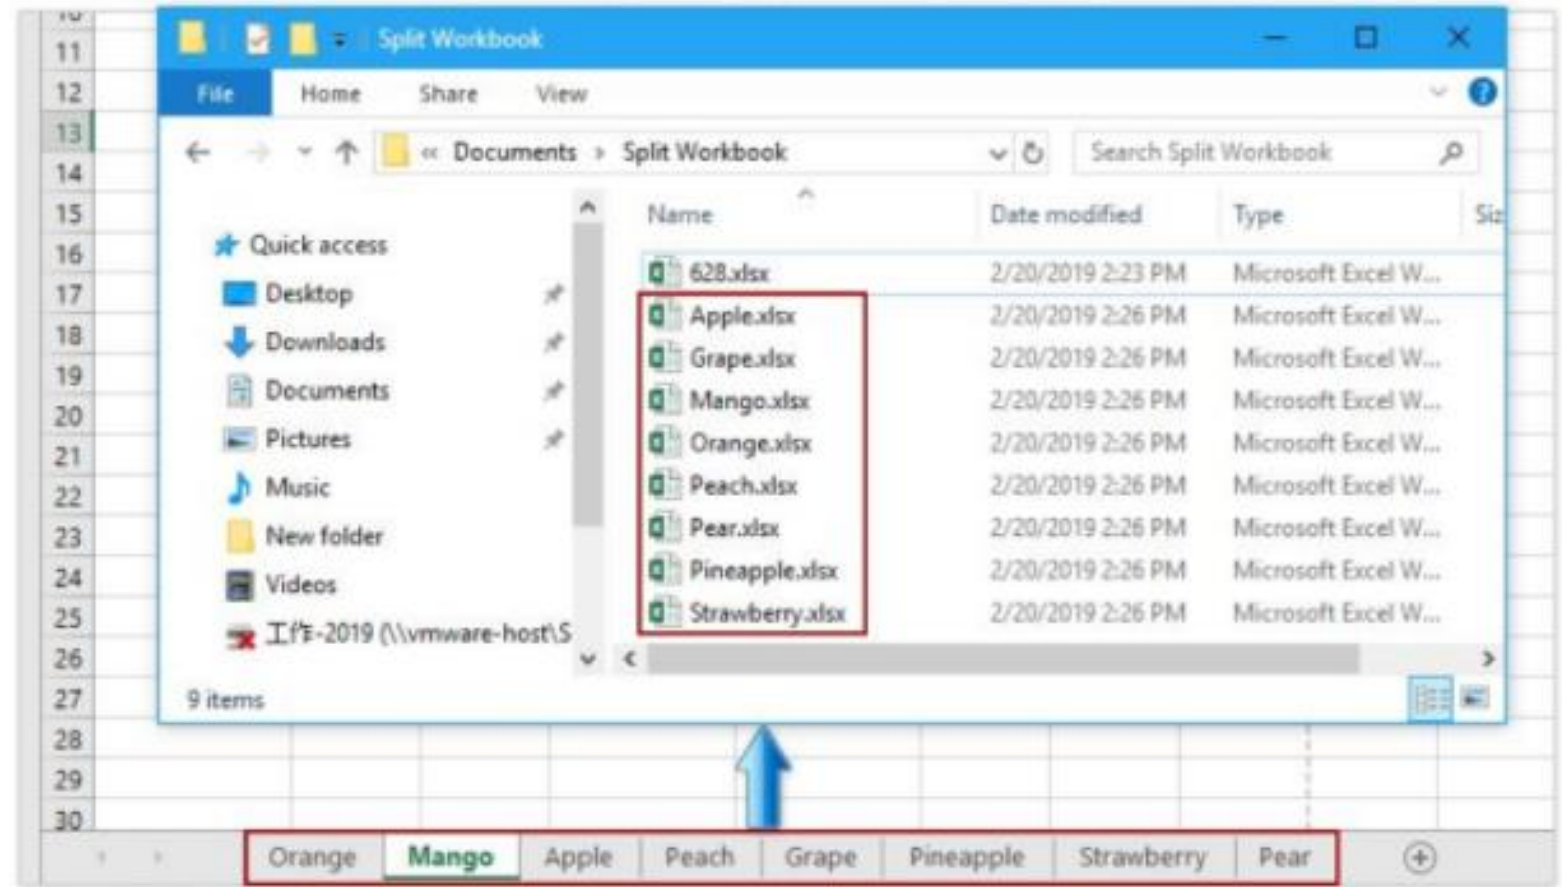 10
11
12
13
14
15
16
17
18
19
20
21
22
23
24
25
26
27
28
29
30
Split Workbook
File Home Share View
« Documents › Split Workbook
Search Split Workbook
Quick access
Desktop
Downloads
Documents
Pictures
Music
New folder
Videos
工作-2019 (\\vmware-host\S
Name Date modified Type Siz
628.xlsx 2/20/2019 2:23 PM Microsoft Excel W...
Apple.xlsx 2/20/2019 2:26 PM Microsoft Excel W...
Grape.xlsx 2/20/2019 2:26 PM Microsoft Excel W...
Mango.xlsx 2/20/2019 2:26 PM Microsoft Excel W...
Orange.xlsx 2/20/2019 2:26 PM Microsoft Excel W...
Peach.xlsx 2/20/2019 2:26 PM Microsoft Excel W...
Pear.xlsx 2/20/2019 2:26 PM Microsoft Excel W...
Pineapple.xlsx 2/20/2019 2:26 PM Microsoft Excel W...
Strawberry.xlsx 2/20/2019 2:26 PM Microsoft Excel W...
9 items
Orange Mango Apple Peach Grape Pineapple Strawberry Pear